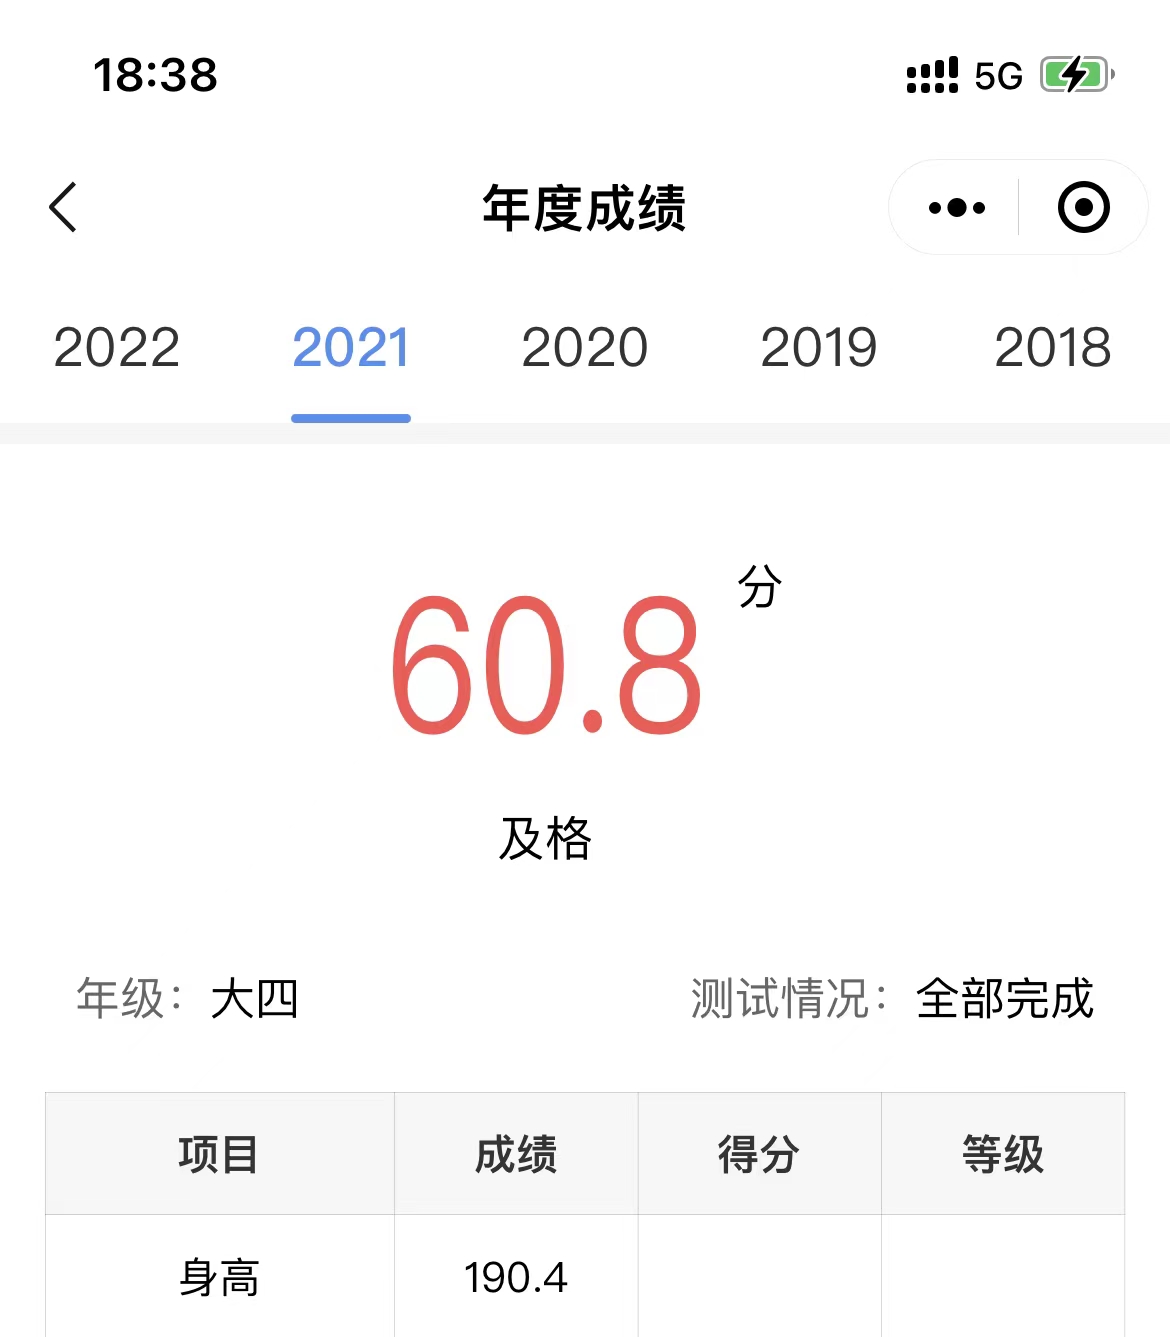 18:38 5G
年度成绩
2022 2021 2020 2019 2018
60.8 分
及格
年级： 大四 测试情况： 全部完成
项目 成绩 得分 等级
身高 190.4